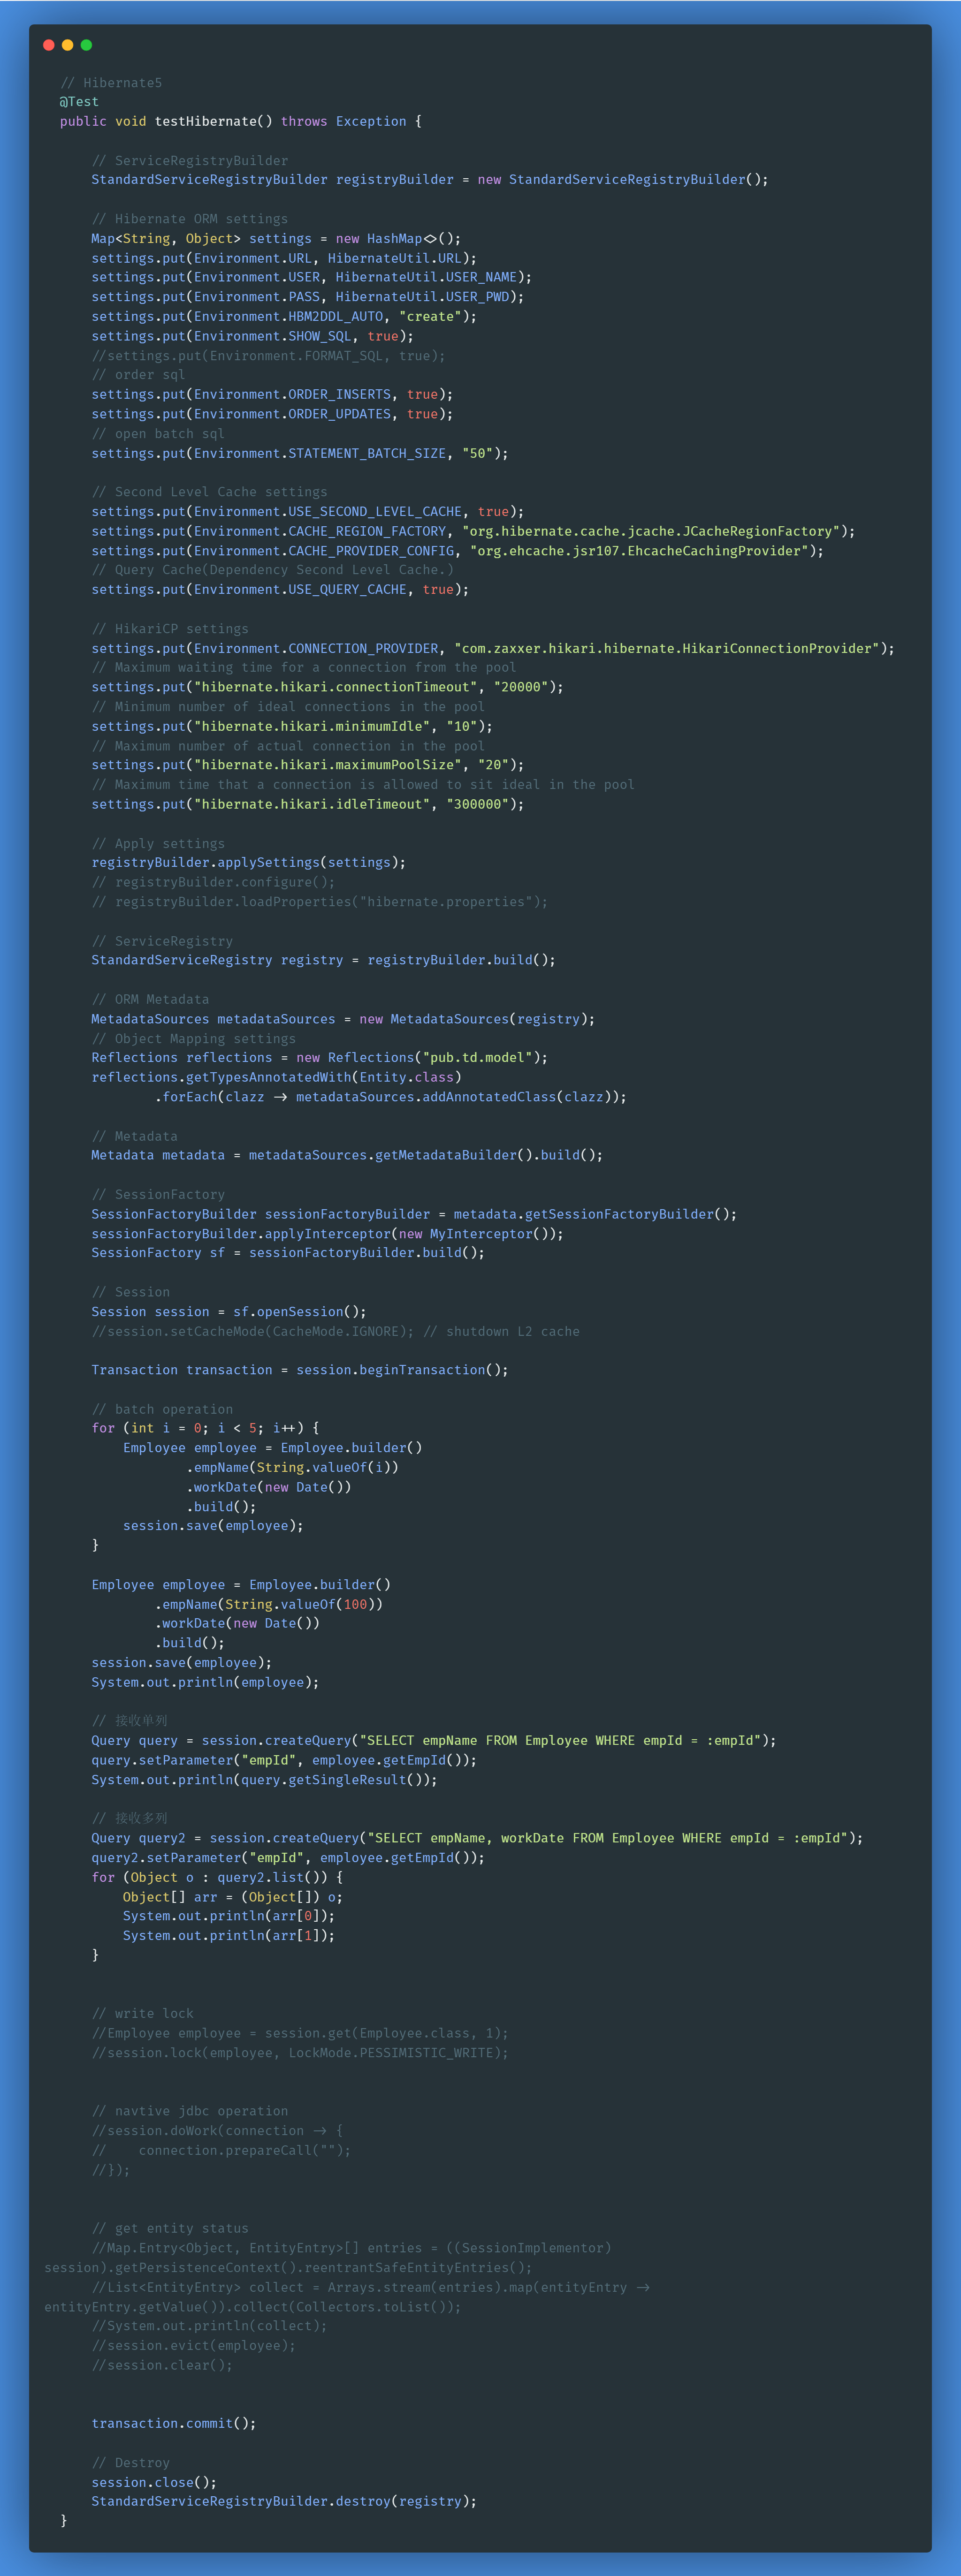 // Hibernate5
@Test
public void testHibernate() throws Exception {
// ServiceRegistryBuilder
StandardServiceRegistryBuilder registryBuilder = new StandardServiceRegistryBuilder();
// Hibernate ORM settings
Map<String, Object> settings = new HashMap<>();
settings.put(Environment.URL, HibernateUtil.URL);
settings.put(Environment.USER, HibernateUtil.USER_NAME);
settings.put(Environment.PASS, HibernateUtil.USER_PWD);
settings.put(Environment.HBM2DDL_AUTO, "create");
settings.put(Environment.SHOW_SQL, true);
//settings.put(Environment.FORMAT_SQL, true);
// order sql
settings.put(Environment.ORDER_INSERTS, true);
settings.put(Environment.ORDER_UPDATES, true);
// open batch sql
settings.put(Environment.STATEMENT_BATCH_SIZE, "50");
// Second Level Cache settings
settings.put(Environment.USE_SECOND_LEVEL_CACHE, true);
settings.put(Environment.CACHE_REGION_FACTORY, "org.hibernate.cache.jcache.JCacheRegionFactory");
settings.put(Environment.CACHE_PROVIDER_CONFIG, "org.ehcache.jsr107.EhcacheCachingProvider");
// Query Cache(Dependency Second Level Cache.)
settings.put(Environment.USE_QUERY_CACHE, true);
// HikariCP settings
settings.put(Environment.CONNECTION_PROVIDER, "com.zaxxer.hikari.hibernate.HikariConnectionProvider");
// Maximum waiting time for a connection from the pool
settings.put("hibernate.hikari.connectionTimeout", "20000");
// Minimum number of ideal connections in the pool
settings.put("hibernate.hikari.minimumIdle", "10");
// Maximum number of actual connection in the pool
settings.put("hibernate.hikari.maximumPoolSize", "20");
// Maximum time that a connection is allowed to sit ideal in the pool
settings.put("hibernate.hikari.idleTimeout", "300000");
// Apply settings
registryBuilder.applySettings(settings);
// registryBuilder.configure();
// registryBuilder.loadProperties("hibernate.properties");
// ServiceRegistry
StandardServiceRegistry registry = registryBuilder.build();
// ORM Metadata
MetadataSources metadataSources = new MetadataSources(registry);
// Object Mapping settings
Reflections reflections = new Reflections("pub.td.model");
reflections.getTypesAnnotatedWith(Entity.class)
.forEach(clazz -> metadataSources.addAnnotatedClass(clazz));
// Metadata
Metadata metadata = metadataSources.getMetadataBuilder().build();
// SessionFactory
SessionFactoryBuilder sessionFactoryBuilder = metadata.getSessionFactoryBuilder();
sessionFactoryBuilder.applyInterceptor(new MyInterceptor());
SessionFactory sf = sessionFactoryBuilder.build();
// Session
Session session = sf.openSession();
//session.setCacheMode(CacheMode.IGNORE); // shutdown L2 cache
Transaction transaction = session.beginTransaction();
// batch operation
for (int i = 0; i < 5; i++) {
Employee employee = Employee.builder()
.empName(String.valueOf(i))
.workDate(new Date())
.build();
session.save(employee);
}
Employee employee = Employee.builder()
.empName(String.valueOf(100))
.workDate(new Date())
.build();
session.save(employee);
System.out.println(employee);
// 接收单列
Query query = session.createQuery("SELECT empName FROM Employee WHERE empId = :empId");
query.setParameter("empId", employee.getEmpId());
System.out.println(query.getSingleResult());
// 接收多列
Query query2 = session.createQuery("SELECT empName, workDate FROM Employee WHERE empId = :empId");
query2.setParameter("empId", employee.getEmpId());
for (Object o : query2.list()) {
Object[] arr = (Object[]) o;
System.out.println(arr[0]);
System.out.println(arr[1]);
}
// write lock
//Employee employee = session.get(Employee.class, 1);
//session.lock(employee, LockMode.PESSIMISTIC_WRITE);
// navtive jdbc operation
//session.doWork(connection -> {
//    connection.prepareCall("");
//});
// get entity status
//Map.Entry<Object, EntityEntry>[] entries = ((SessionImplementor)
session).getPersistenceContext().reentrantSafeEntityEntries();
//List<EntityEntry> collect = Arrays.stream(entries).map(entityEntry ->
entityEntry.getValue()).collect(Collectors.toList());
//System.out.println(collect);
//session.evict(employee);
//session.clear();
transaction.commit();
// Destroy
session.close();
StandardServiceRegistryBuilder.destroy(registry);
}